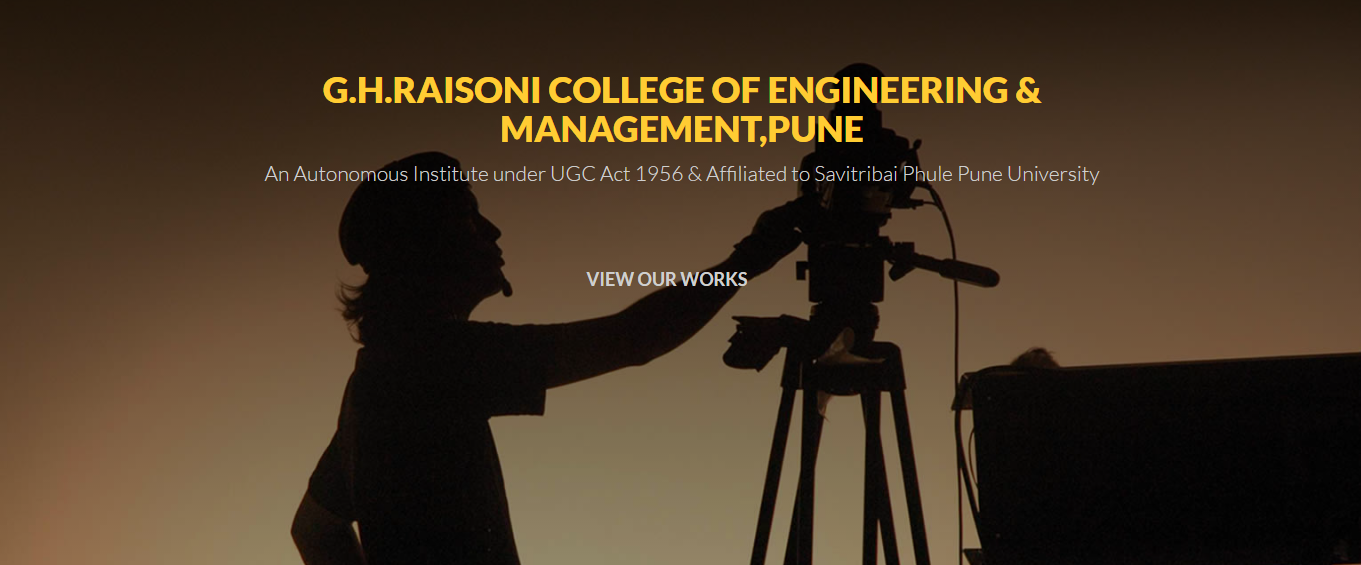 G.H.RAISONI COLLEGE OF ENGINEERING &
MANAGEMENT,PUNE
An Autonomous Institute under UGC Act 1956 & Affiliated to Savitribai Phule Pune University
VIEW OUR WORKS